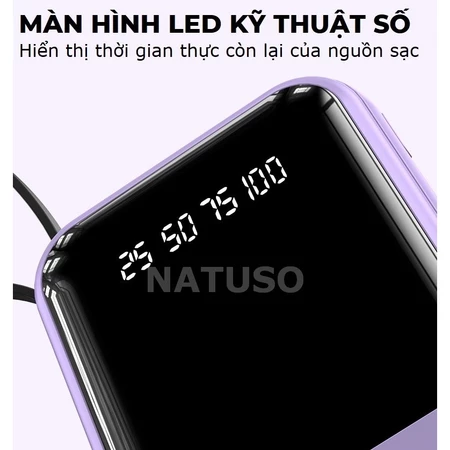 MÀN HÌNH LED KỸ THUẬT SỐ
Hiển thị thời gian thực còn lại của nguồn sạc
25 50 75 100
NATUSO